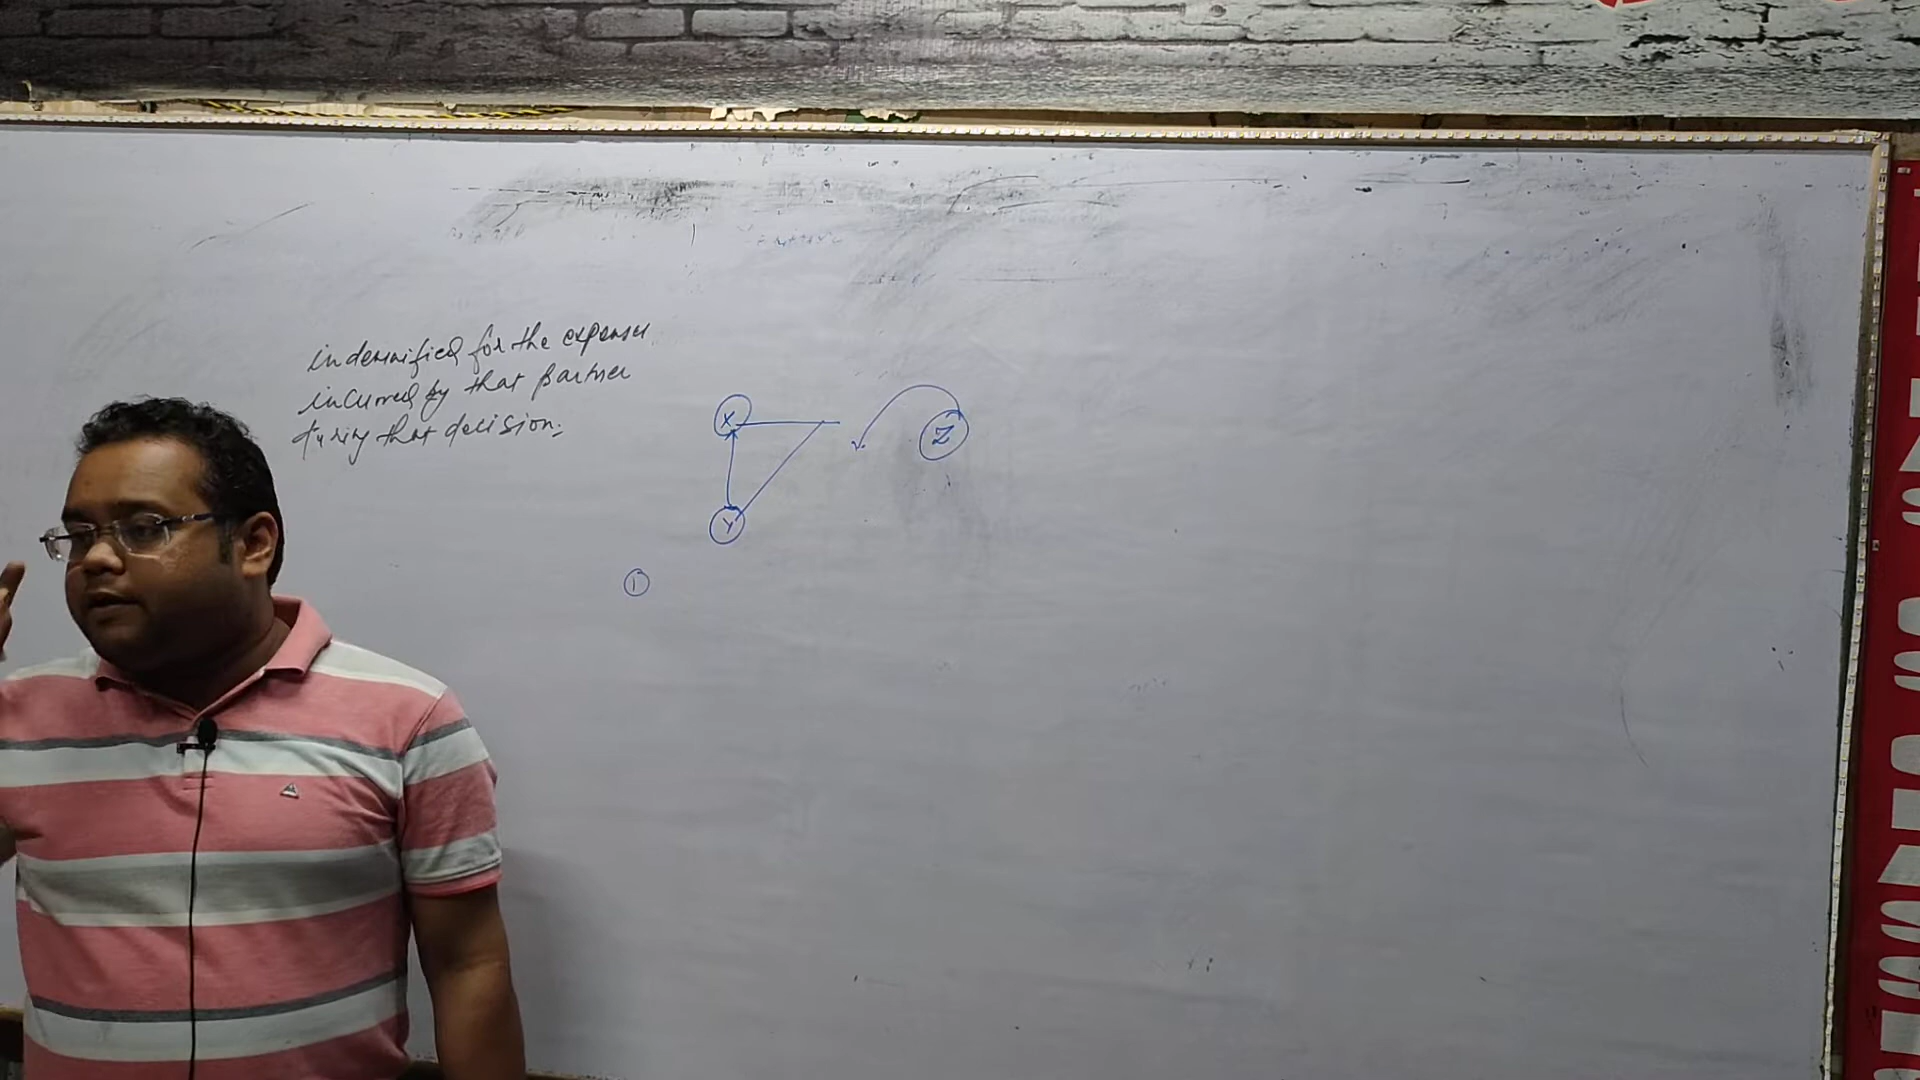 indemnified for the expenses
incurred by that partner
during that decision.
X
Z
Y
1